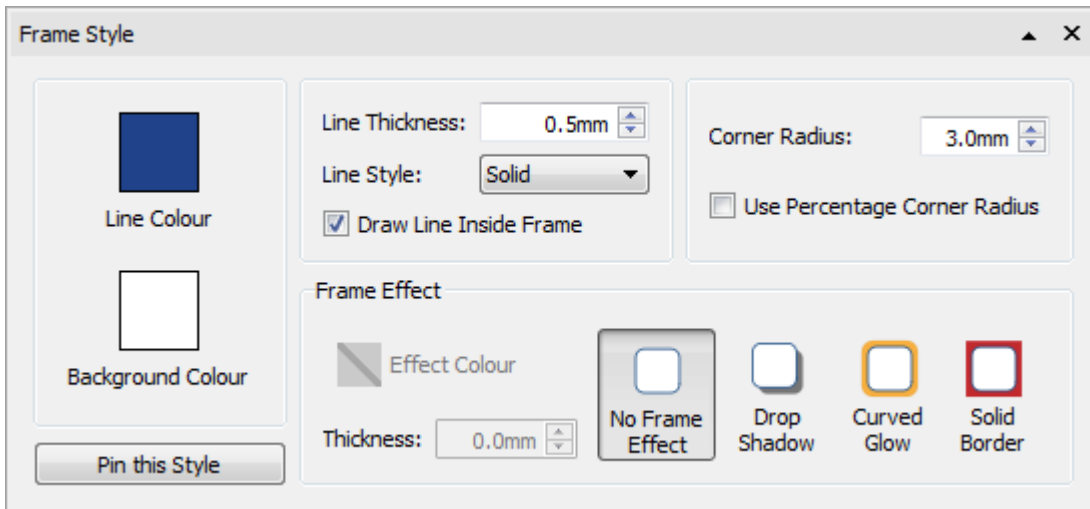 Frame Style
Line Colour
Background Colour
Pin this Style
Line Thickness: 0.5mm
Line Style: Solid
Draw Line Inside Frame
Corner Radius: 3.0mm
Use Percentage Corner Radius
Frame Effect
Effect Colour
Thickness: 0.0mm
No Frame
Effect
Drop
Shadow
Curved
Glow
Solid
Border